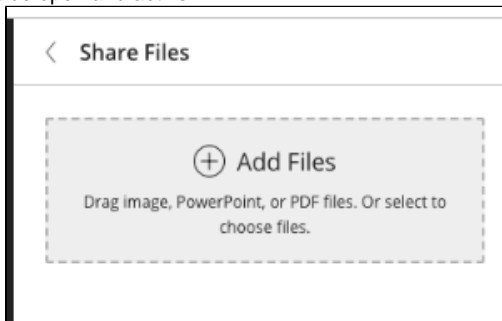 Share Files
Add Files
Drag image, PowerPoint, or PDF files. Or select to
choose files.